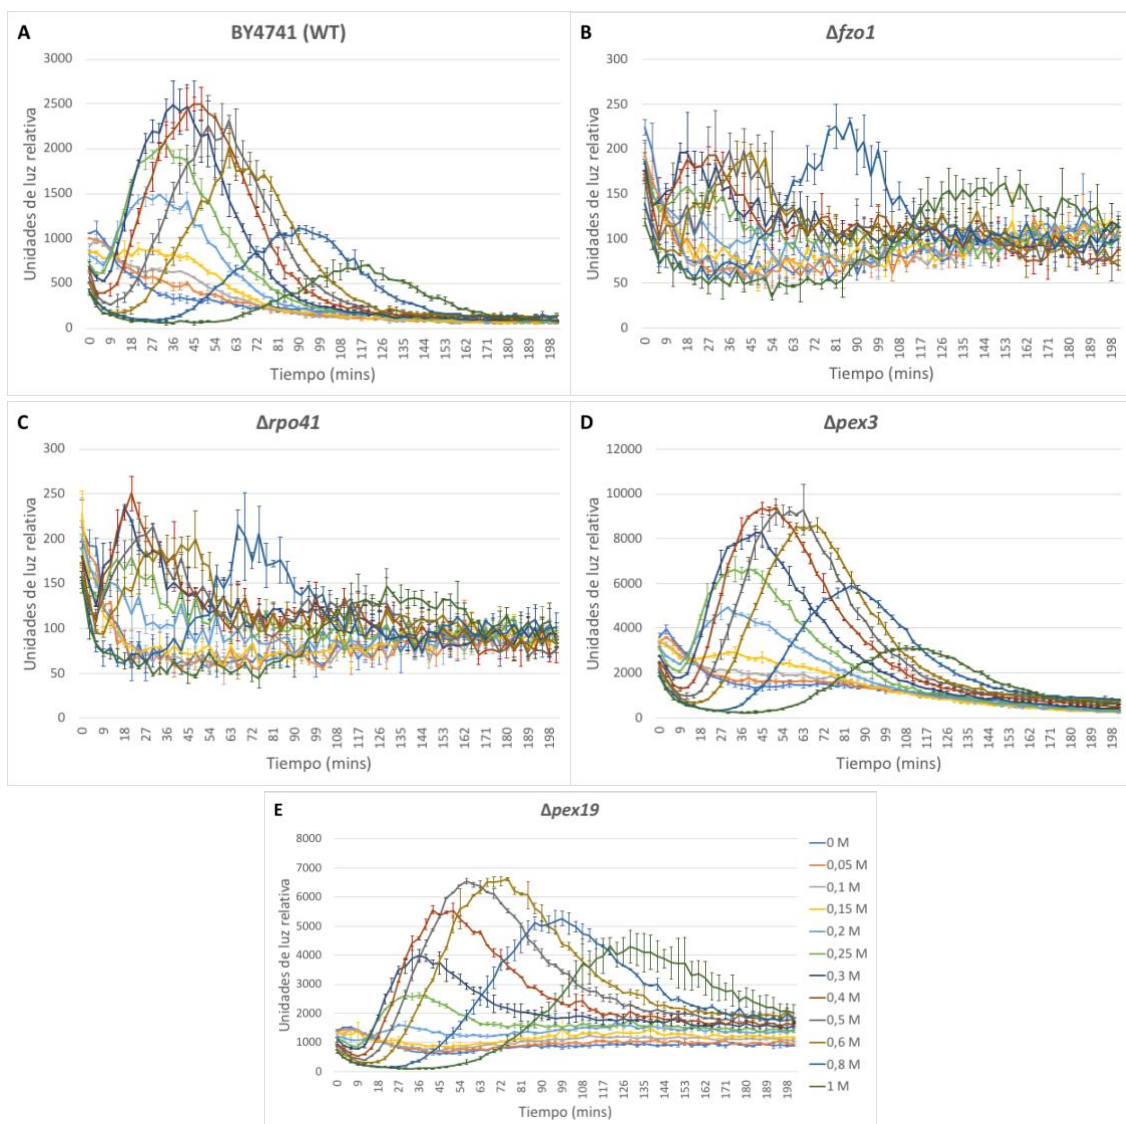 A
BY4741 (WT)
3000
2500
2000
1500
1000
500
0
Unidades de luz relativa
0 9 18 27 36 45 54 63 72 81 90 99 108 117 126 135 144 153 162 171 180 189 198
Tiempo (mins)
B
Δfzo1
300
250
200
150
100
50
0
Unidades de luz relativa
0 9 18 27 36 45 54 63 72 81 90 99 108 117 126 135 144 153 162 171 180 189 198
Tiempo (mins)
C
Δrpo41
300
250
200
150
100
50
0
Unidades de luz relativa
0 9 18 27 36 45 54 63 72 81 90 99 108 117 126 135 144 153 162 171 180 189 198
Tiempo (mins)
D
Δpex3
12000
10000
8000
6000
4000
2000
0
Unidades de luz relativa
0 9 18 27 36 45 54 63 72 81 90 99 108 117 126 135 144 153 162 171 180 189 198
Tiempo (mins)
E
Δpex19
8000
7000
6000
5000
4000
3000
2000
1000
0
Unidades de luz relativa
0 9 18 27 36 45 54 63 72 81 90 99 108 117 126 135 144 153 162 171 180 189 198
Tiempo (mins)
0 M
0,05 M
0,1 M
0,15 M
0,2 M
0,25 M
0,3 M
0,4 M
0,5 M
0,6 M
0,8 M
1 M